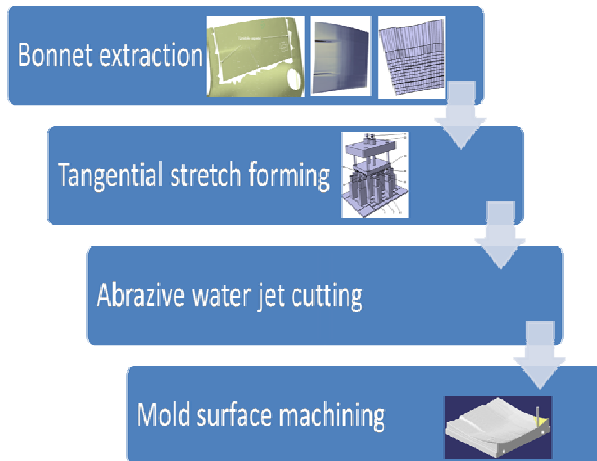 Bonnet extraction
Tangential stretch forming
Abrazive water jet cutting
Mold surface machining